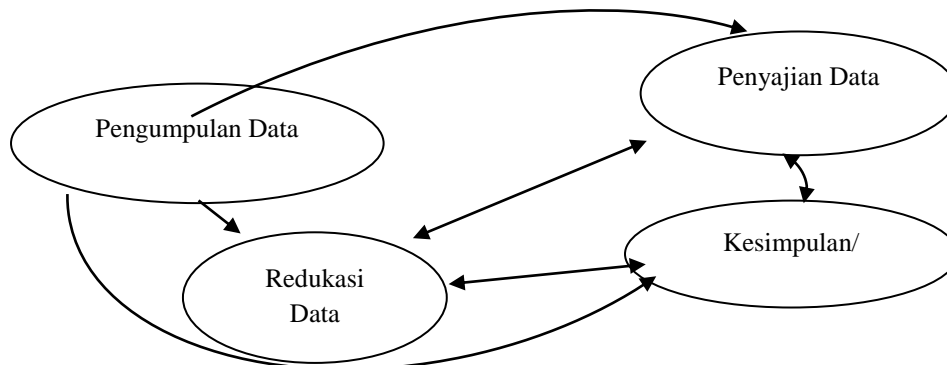 Penyajian Data
Pengumpulan Data
Kesimpulan/
Redukasi
Data